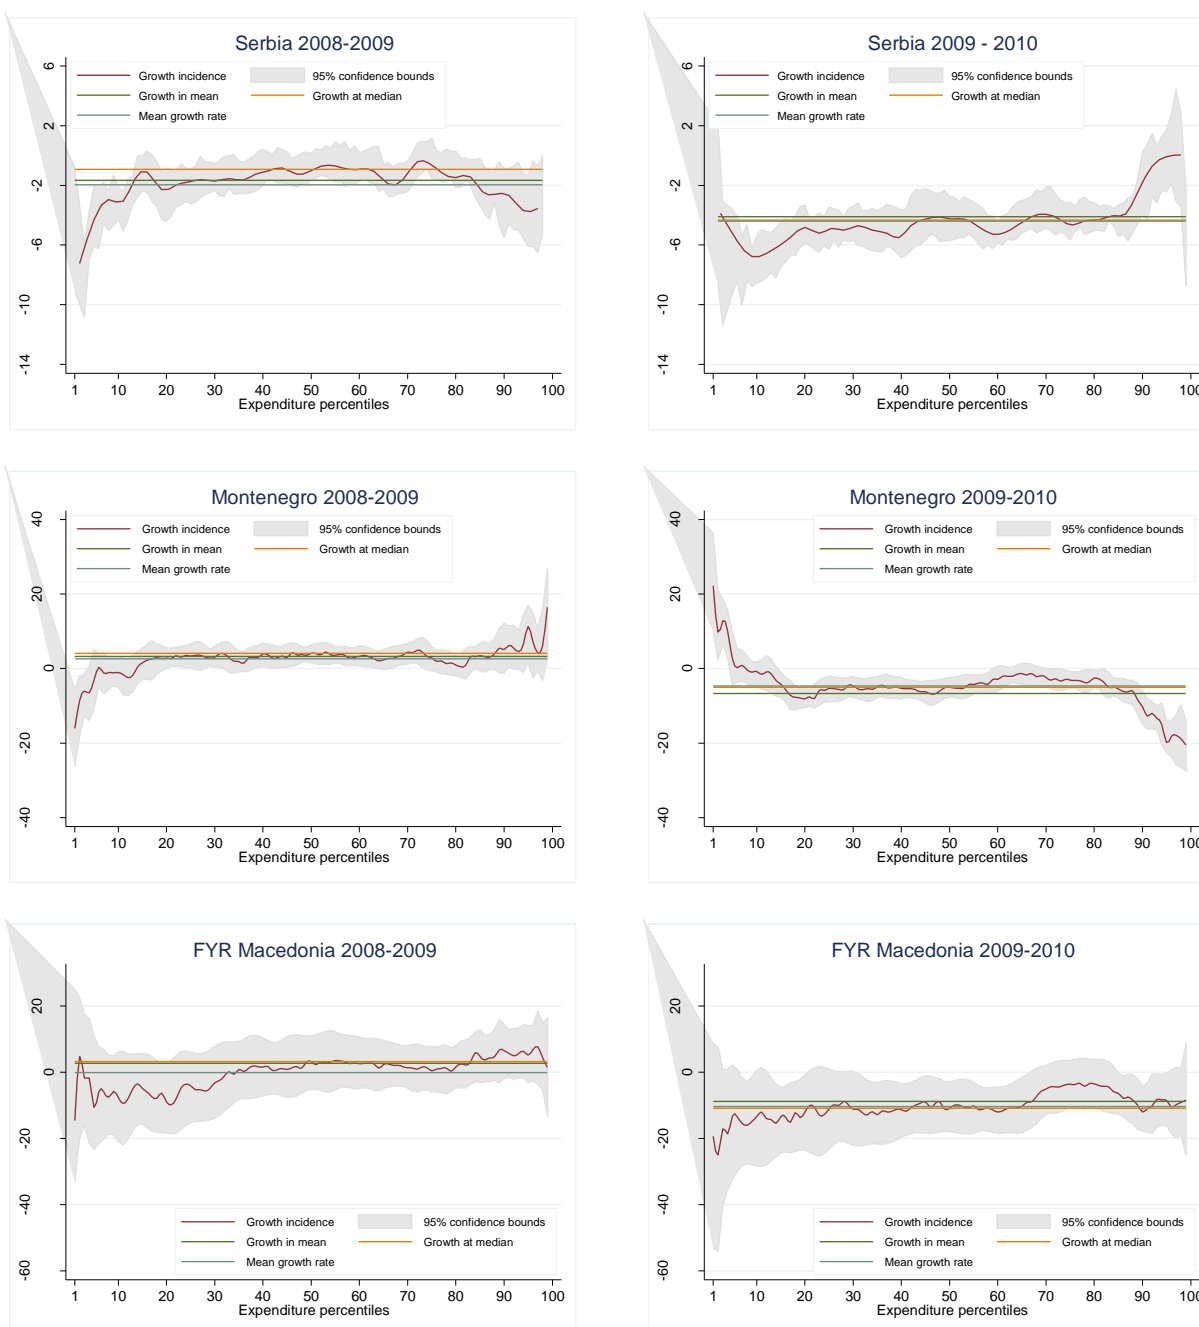 Serbia 2008-2009
6
2
-2
-6
-10
-14
Growth incidence
95% confidence bounds
Growth in mean
Growth at median
Mean growth rate
1 10 20 30 40 50 60 70 80 90 100
Expenditure percentiles
Serbia 2009 - 2010
6
2
-2
-6
-10
-14
Growth incidence
95% confidence bounds
Growth in mean
Growth at median
Mean growth rate
1 10 20 30 40 50 60 70 80 90 100
Expenditure percentiles
Montenegro 2008-2009
40
20
0
-20
-40
Growth incidence
95% confidence bounds
Growth in mean
Growth at median
Mean growth rate
1 10 20 30 40 50 60 70 80 90 100
Expenditure percentiles
Montenegro 2009-2010
40
20
0
-20
-40
Growth incidence
95% confidence bounds
Growth in mean
Growth at median
Mean growth rate
1 10 20 30 40 50 60 70 80 90 100
Expenditure percentiles
FYR Macedonia 2008-2009
20
0
-20
-40
-60
Growth incidence
95% confidence bounds
Growth in mean
Growth at median
Mean growth rate
1 10 20 30 40 50 60 70 80 90 100
Expenditure percentiles
FYR Macedonia 2009-2010
20
0
-20
-40
-60
Growth incidence
95% confidence bounds
Growth in mean
Growth at median
Mean growth rate
1 10 20 30 40 50 60 70 80 90 100
Expenditure percentiles